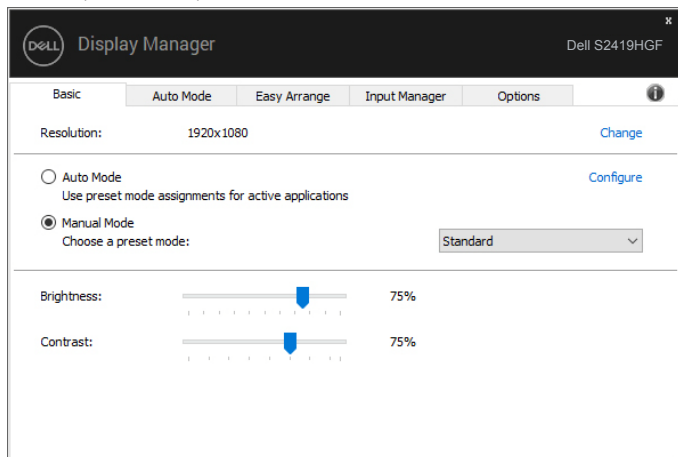 DELL Display Manager
x
Dell S2419HGF
Basic Auto Mode Easy Arrange Input Manager Options i
Resolution: 1920x1080 Change
Auto Mode Configure
Use preset mode assignments for active applications
Manual Mode
Choose a preset mode: Standard
Brightness: 75%
Contrast: 75%